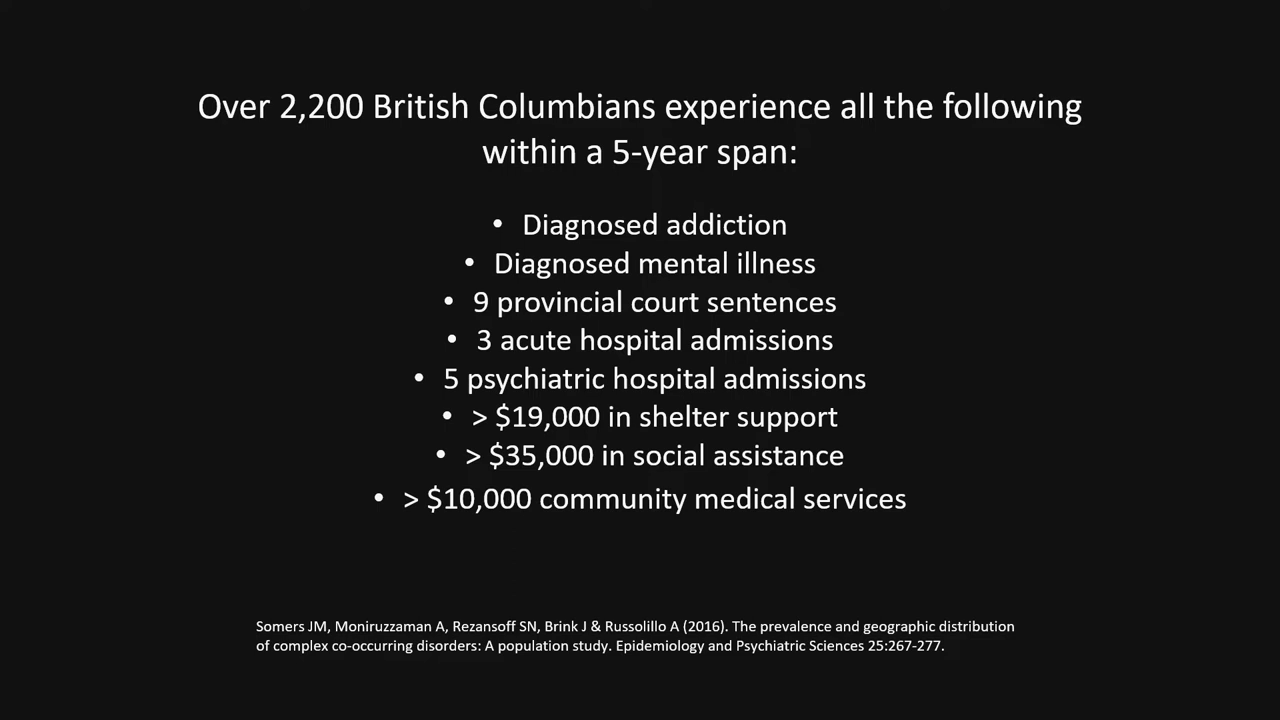 Over 2,200 British Columbians experience all the following
within a 5-year span:
• Diagnosed addiction
• Diagnosed mental illness
• 9 provincial court sentences
• 3 acute hospital admissions
• 5 psychiatric hospital admissions
• > $19,000 in shelter support
• > $35,000 in social assistance
• > $10,000 community medical services
Somers JM, Moniruzzaman A, Rezansoff SN, Brink J & Russolillo A (2016). The prevalence and geographic distribution
of complex co-occurring disorders: A population study. Epidemiology and Psychiatric Sciences 25:267-277.